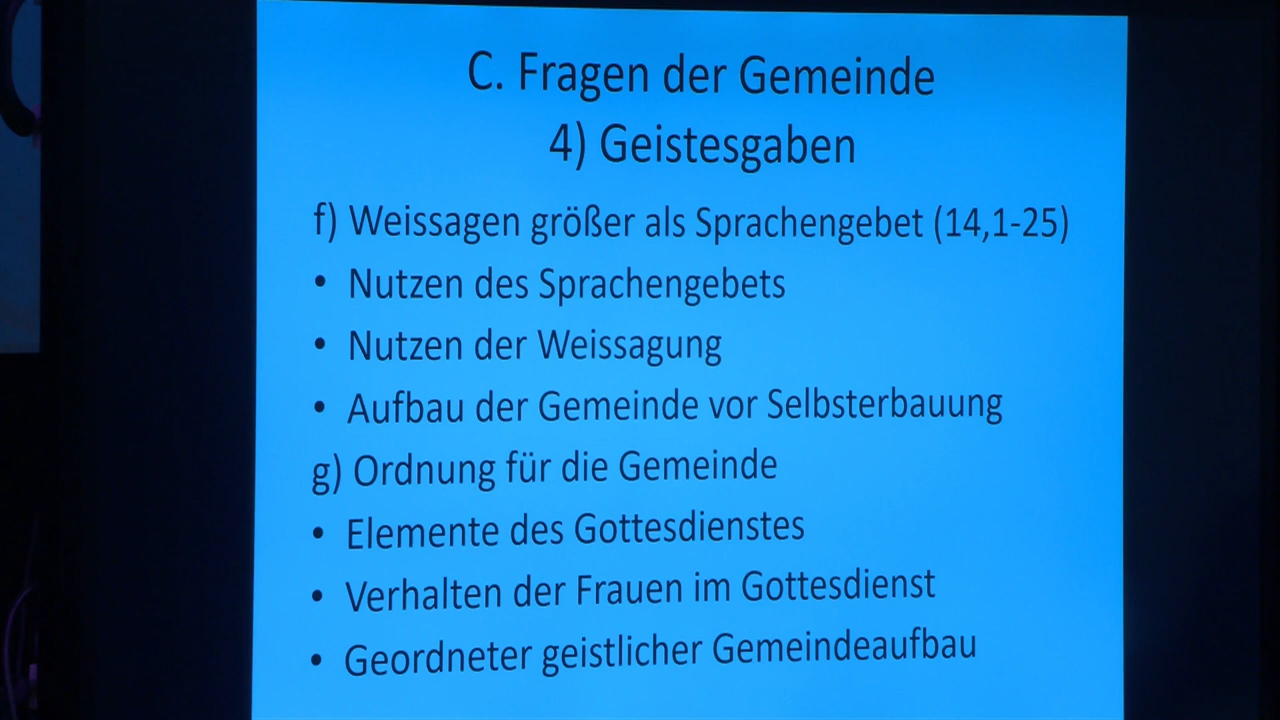 C. Fragen der Gemeinde
4) Geistesgaben
f) Weissagen größer als Sprachengebet (14,1-25)
• Nutzen des Sprachengebets
• Nutzen der Weissagung
• Aufbau der Gemeinde vor Selbsterbauung
g) Ordnung für die Gemeinde
• Elemente des Gottesdienstes
• Verhalten der Frauen im Gottesdienst
• Geordneter geistlicher Gemeindeaufbau